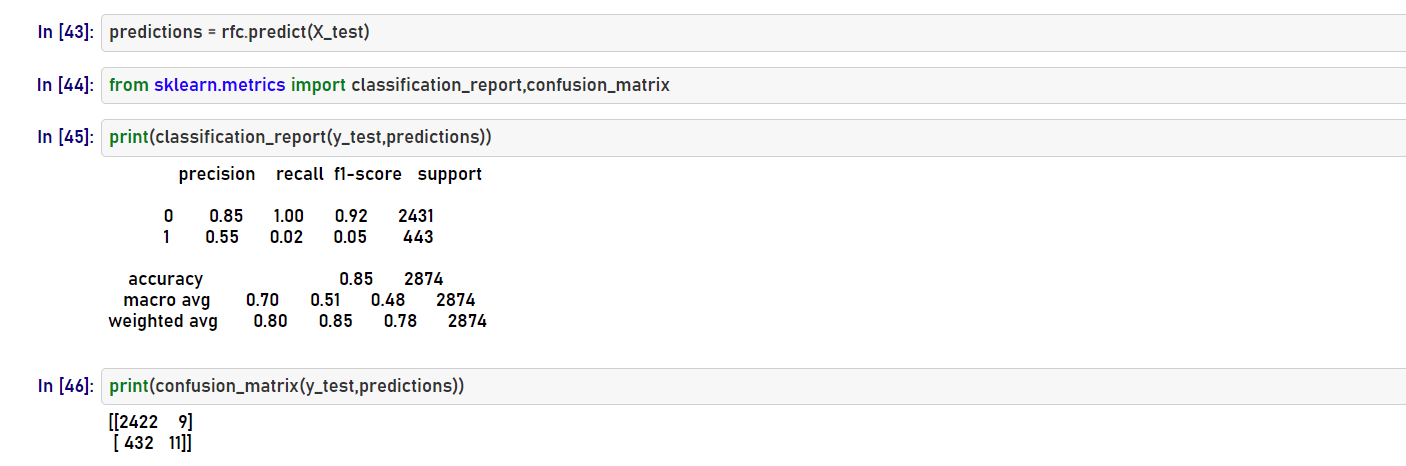 In [43]: predictions = rfc.predict(X_test)
In [44]: from sklearn.metrics import classification_report,confusion_matrix
In [45]: print(classification_report(y_test,predictions))
precision recall f1-score support
0 0.85 1.00 0.92 2431
1 0.55 0.02 0.05 443
accuracy 0.85 2874
macro avg 0.70 0.51 0.48 2874
weighted avg 0.80 0.85 0.78 2874
In [46]: print(confusion_matrix(y_test,predictions))
[[2422 9]
[ 432 11]]